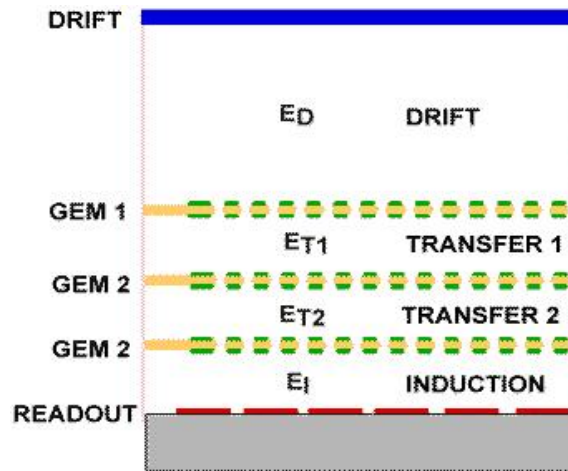 DRIFT
ED DRIFT
GEM 1
ET1 TRANSFER 1
GEM 2
ET2 TRANSFER 2
GEM 2
EI INDUCTION
READOUT